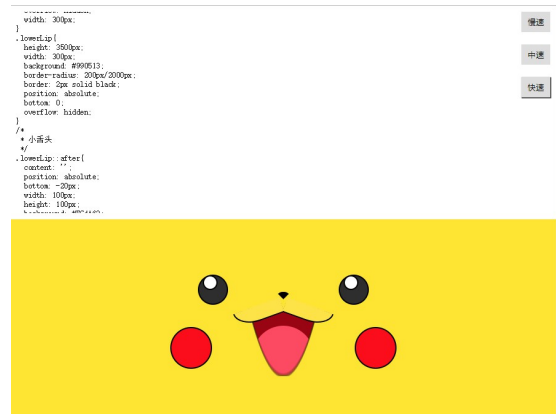 width: 300px;
}
.lowerLip{
height: 3500px;
width: 300px;
background: #990513;
border-radius: 200px/2000px;
border: 2px solid black;
position: absolute;
bottom: 0;
overflow: hidden;
}
/*
* 小舌头
*/
.lowerLip::after{
content: '';
position: absolute;
bottom: -20px;
width: 100px;
height: 100px;
慢速
中速
快速